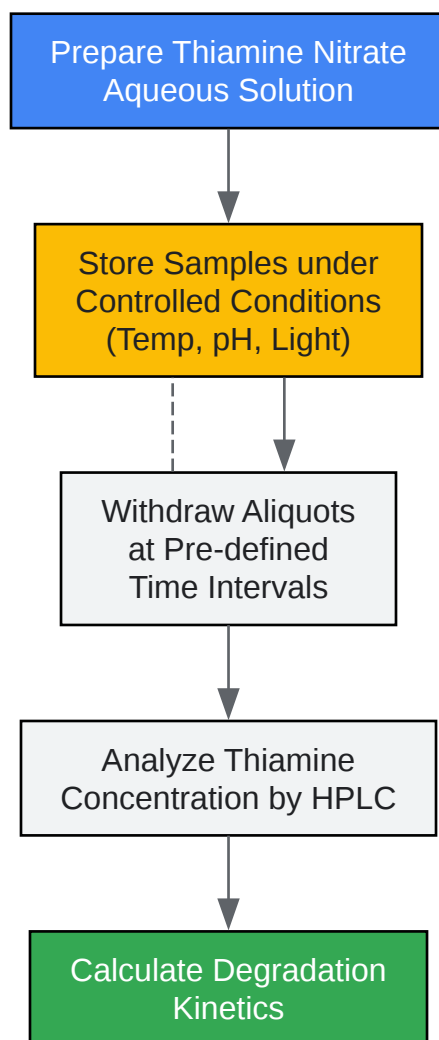 Prepare Thiamine Nitrate
Aqueous Solution
Store Samples under
Controlled Conditions
(Temp, pH, Light)
Withdraw Aliquots
at Pre-defined
Time Intervals
Analyze Thiamine
Concentration by HPLC
Calculate Degradation
Kinetics